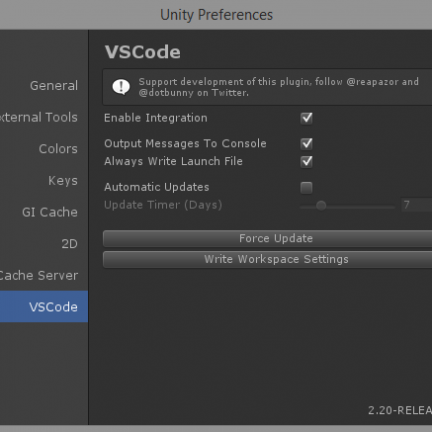 Unity Preferences
VSCode
Support development of this plugin, follow @reapazor and
@dotbunny on Twitter.
General
xternal Tools
Colors
Keys
GI Cache
2D
Cache Server
VSCode
Enable Integration
Output Messages To Console
Always Write Launch File
Automatic Updates
Update Timer (Days) 7
Force Update
Write Workspace Settings
2.20-RELEA